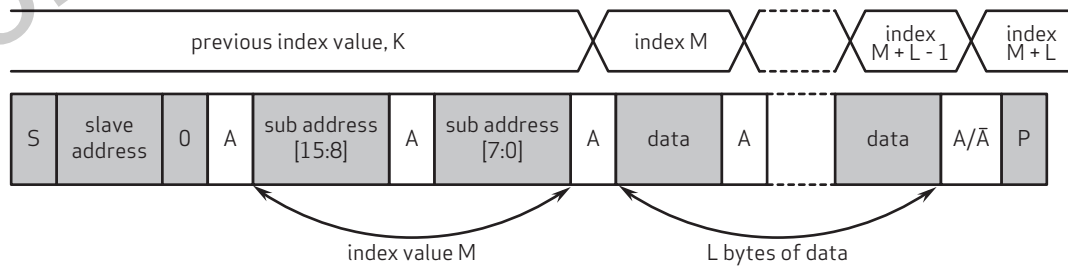 previous index value, K
index M
index
M + L - 1
index
M + L
S
slave
address
0
A
sub address
[15:8]
A
sub address
[7:0]
A
data
A
data
A/Ā
P
index value M
L bytes of data